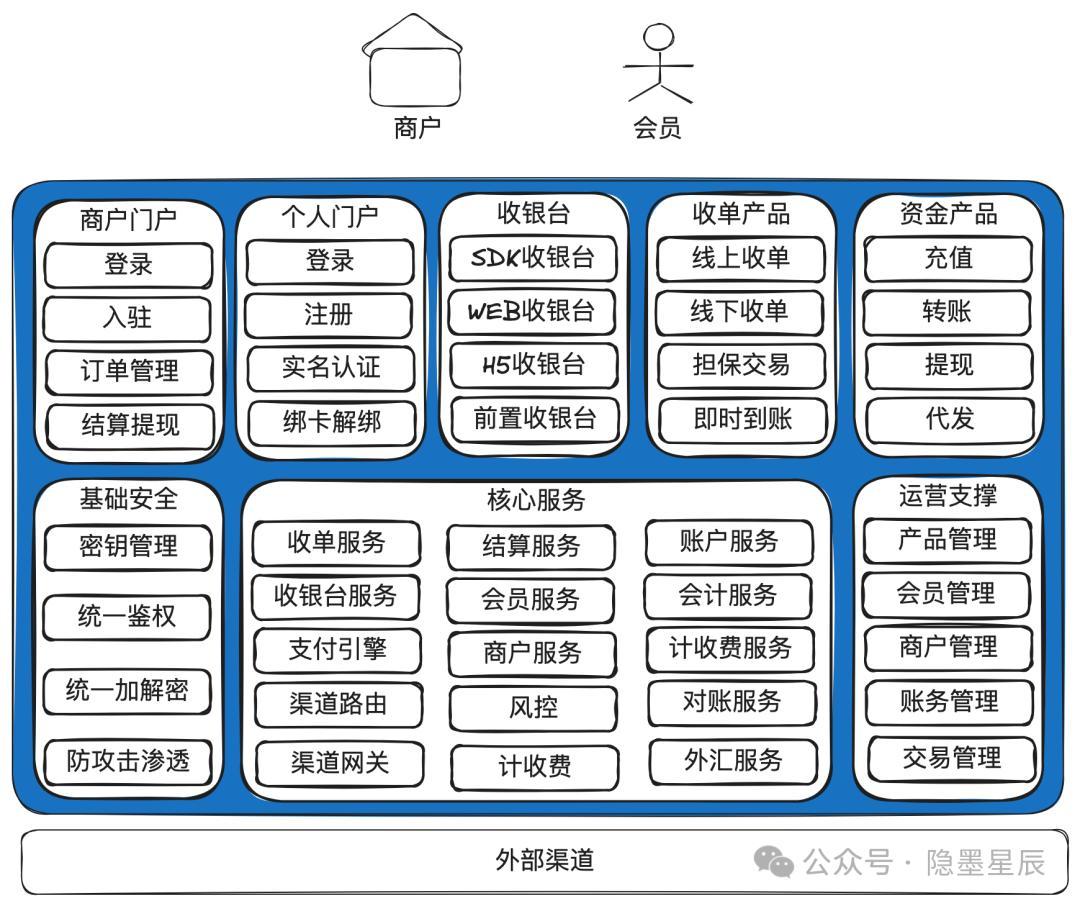 商户
会员
商户门户
登录
入驻
订单管理
结算提现
个人门户
登录
注册
实名认证
绑卡解绑
收银台
SDK收银台
WEB收银台
H5收银台
前置收银台
收单产品
线上收单
线下收单
担保交易
即时到账
资金产品
充值
转账
提现
代发
基础安全
密钥管理
统一鉴权
统一加解密
防攻击渗透
核心服务
收单服务
收银台服务
支付引擎
渠道路由
渠道网关
结算服务
会员服务
商户服务
风控
计收费
账户服务
会计服务
计收费服务
对账服务
外汇服务
运营支撑
产品管理
会员管理
商户管理
账务管理
交易管理
外部渠道
公众号 · 隐墨星辰